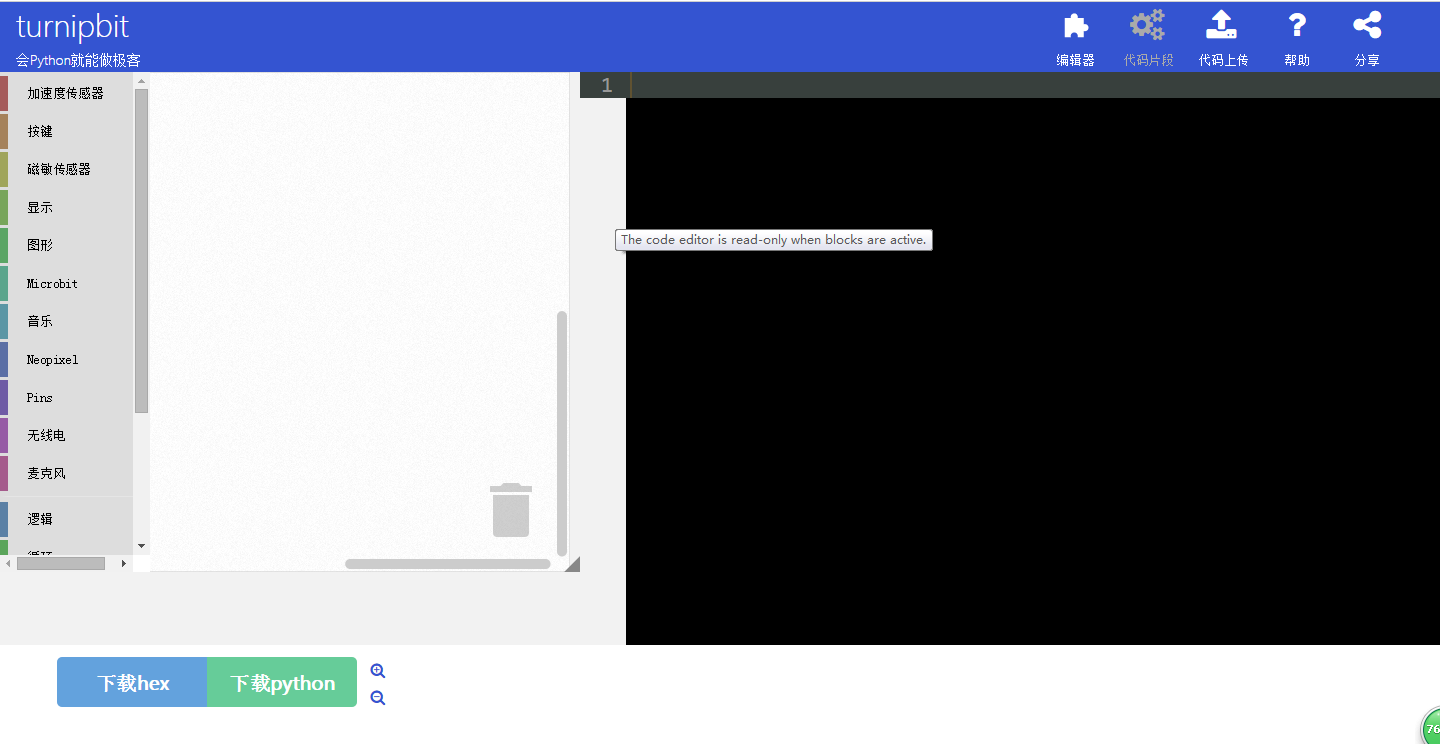 turnipbit
会Python就能做极客
编辑器
代码片段
代码上传
帮助
分享
加速度传感器
按键
磁敏传感器
显示
图形
Microbit
音乐
Neopixel
Pins
无线电
麦克风
逻辑
1
The code editor is read-only when blocks are active.
下载hex
下载python
76